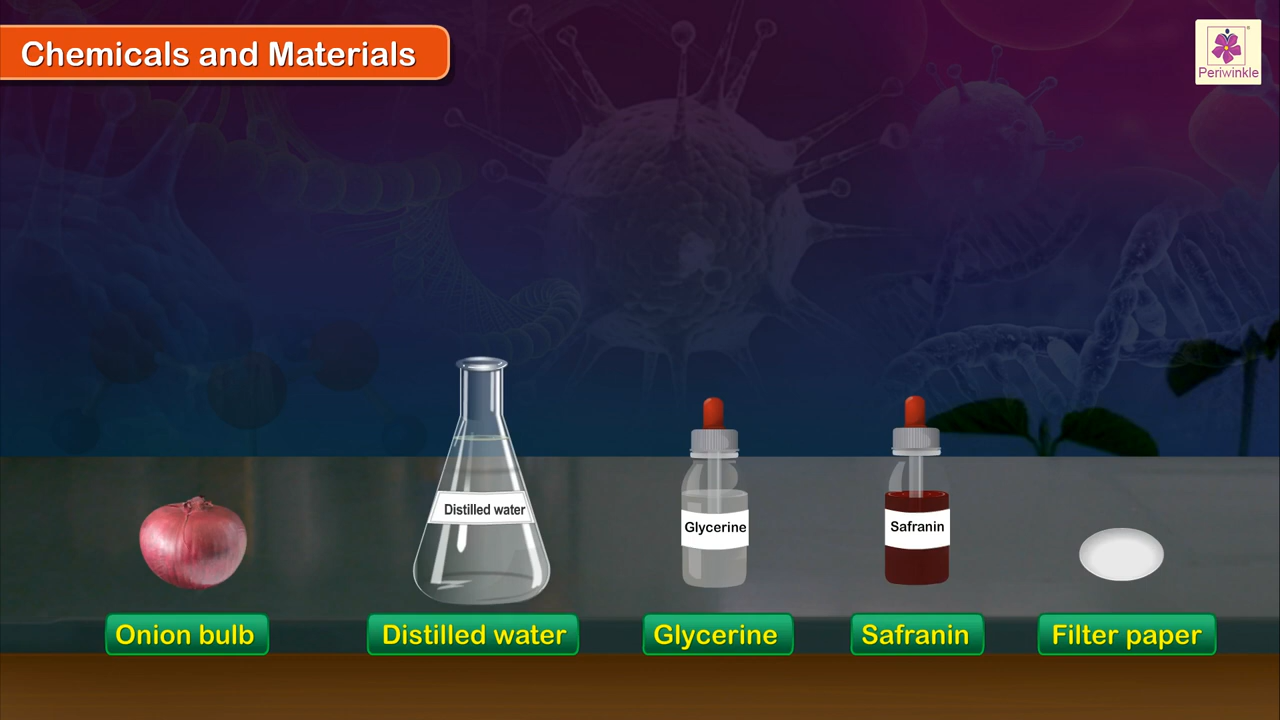 Chemicals and Materials
Periwinkle
Distilled water
Glycerine
Safranin
Onion bulb
Distilled water
Glycerine
Safranin
Filter paper